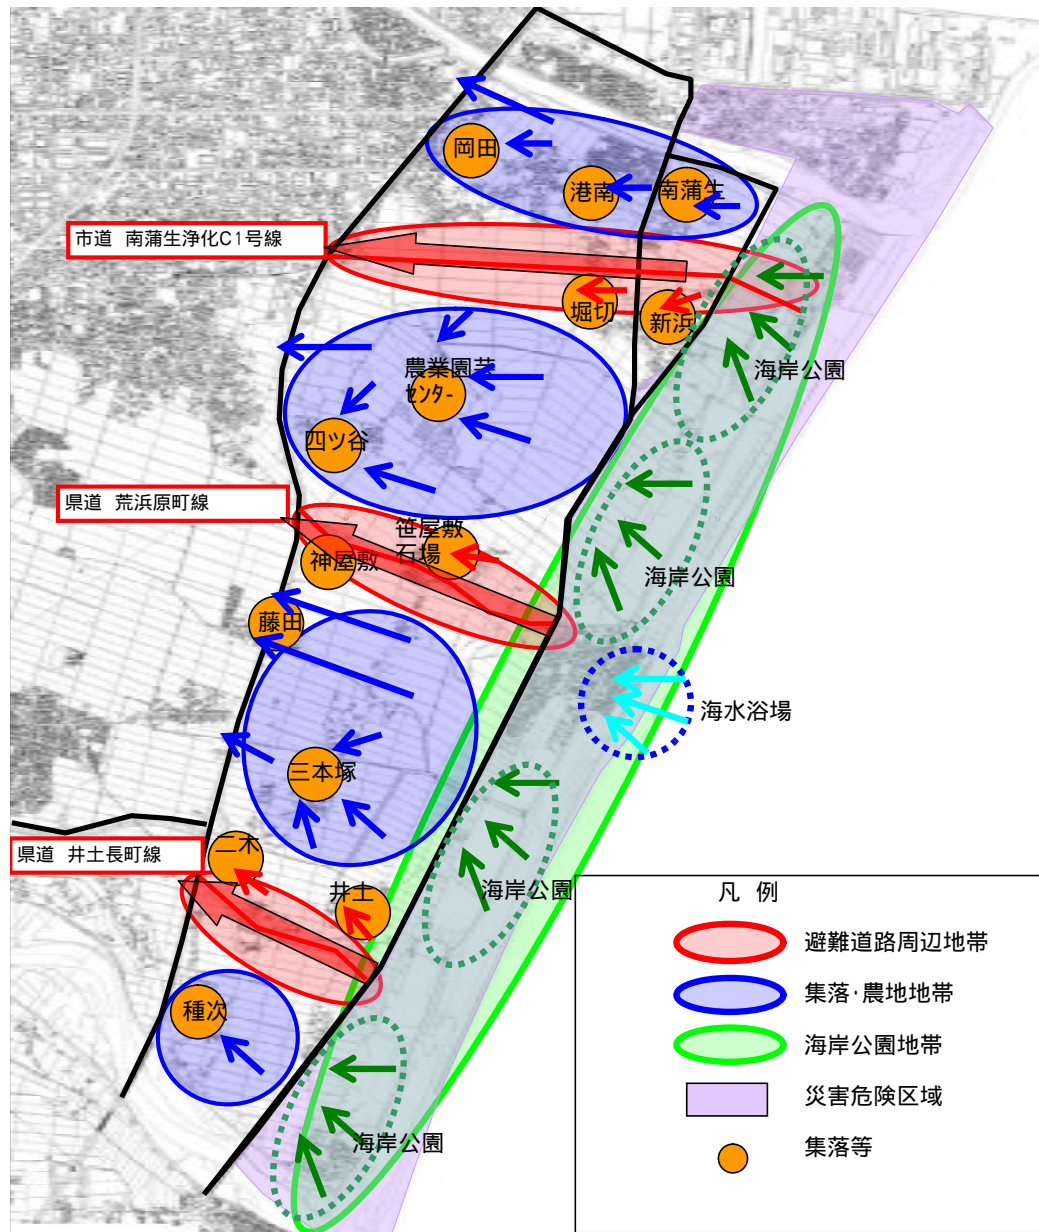 岡田
港南
南蒲生
市道 南蒲生浄化C1号線
堀切
新浜
海岸公園
農業園芸
ｾﾝﾀｰ
四ツ谷
県道 荒浜原町線
笹屋敷
石場
神屋敷
海岸公園
藤田
海水浴場
三本塚
二木
県道 井土長町線
井土
海岸公園
種次
海岸公園
凡 例
避難道路周辺地帯
集落･農地地帯
海岸公園地帯
災害危険区域
集落等